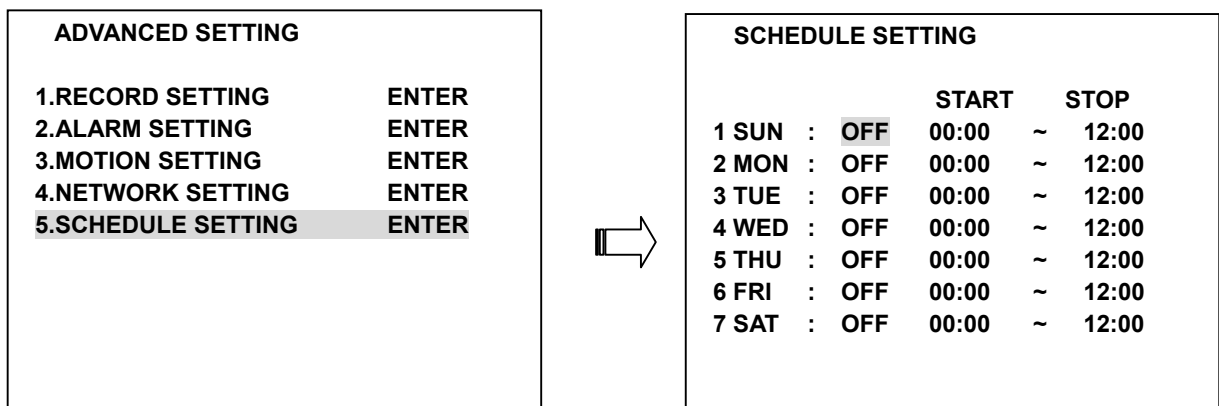 ADVANCED SETTING
1.RECORD SETTING ENTER
2.ALARM SETTING ENTER
3.MOTION SETTING ENTER
4.NETWORK SETTING ENTER
5.SCHEDULE SETTING ENTER
SCHEDULE SETTING
START STOP
1 SUN : OFF 00:00 ~ 12:00
2 MON : OFF 00:00 ~ 12:00
3 TUE : OFF 00:00 ~ 12:00
4 WED : OFF 00:00 ~ 12:00
5 THU : OFF 00:00 ~ 12:00
6 FRI : OFF 00:00 ~ 12:00
7 SAT : OFF 00:00 ~ 12:00